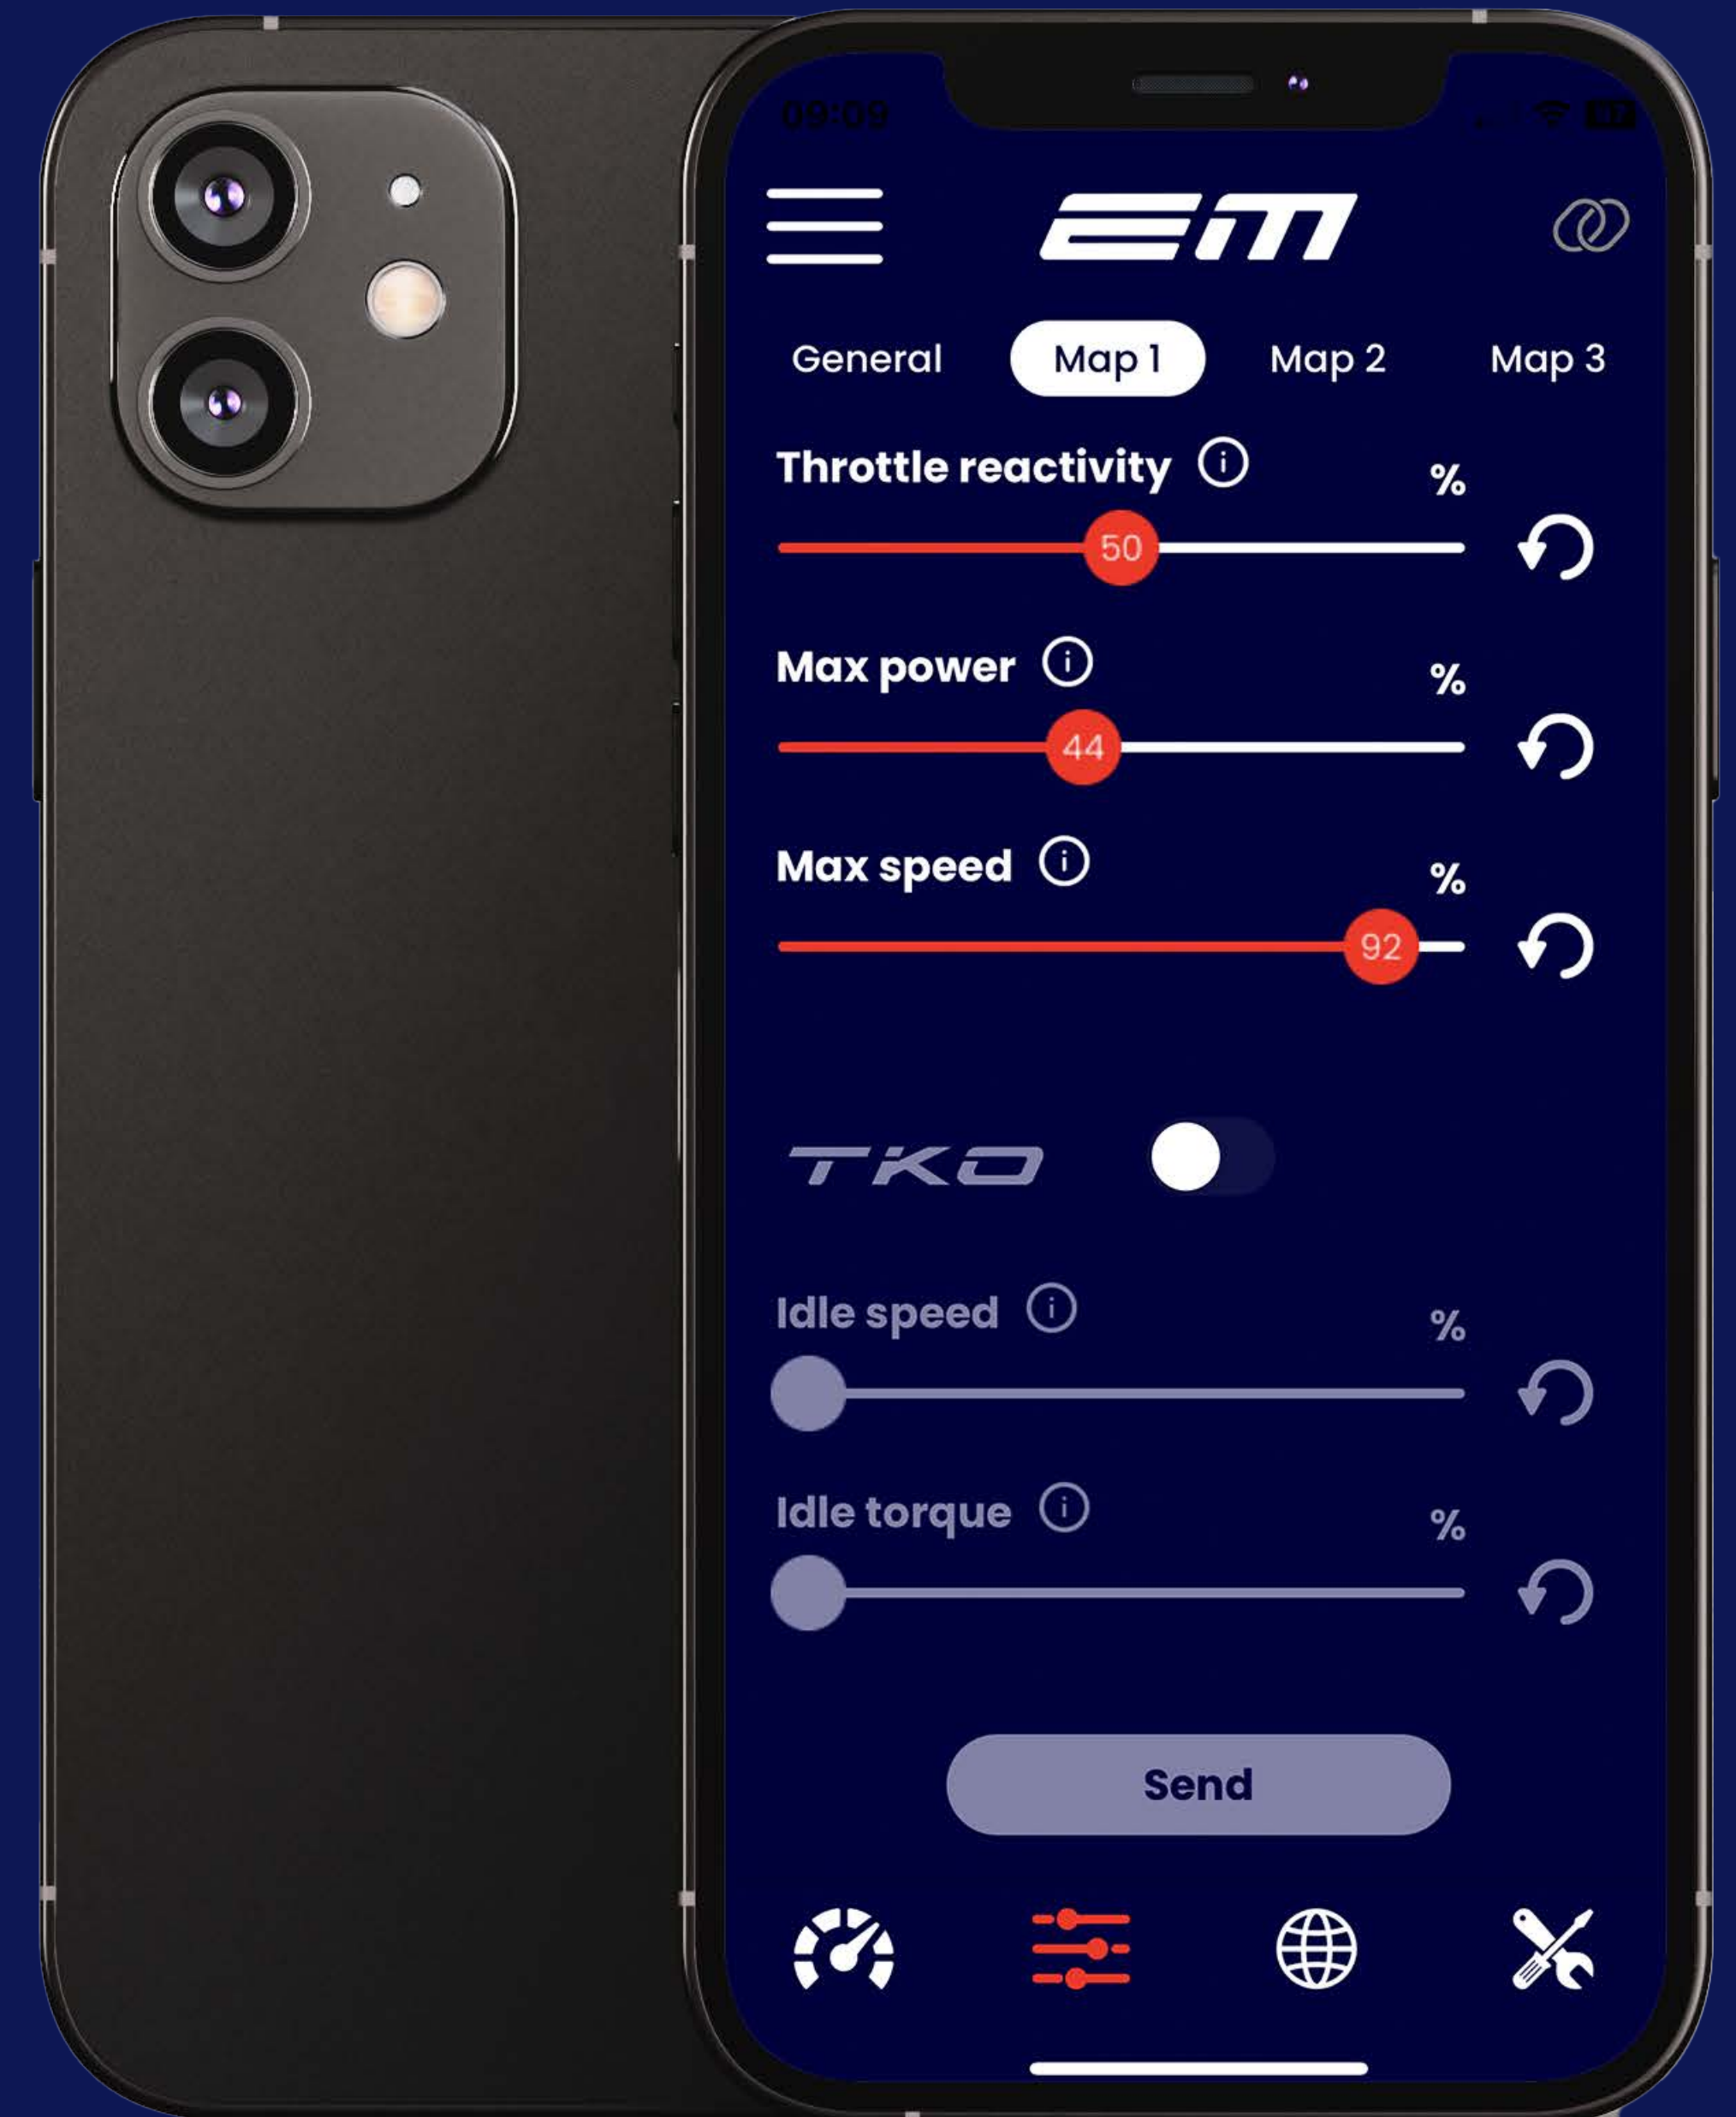 09:09
EM
General Map 1 Map 2 Map 3
Throttle reactivity i %
50
Max power i %
44
Max speed i %
92
TKO
Idle speed i %
Idle torque i %
Send